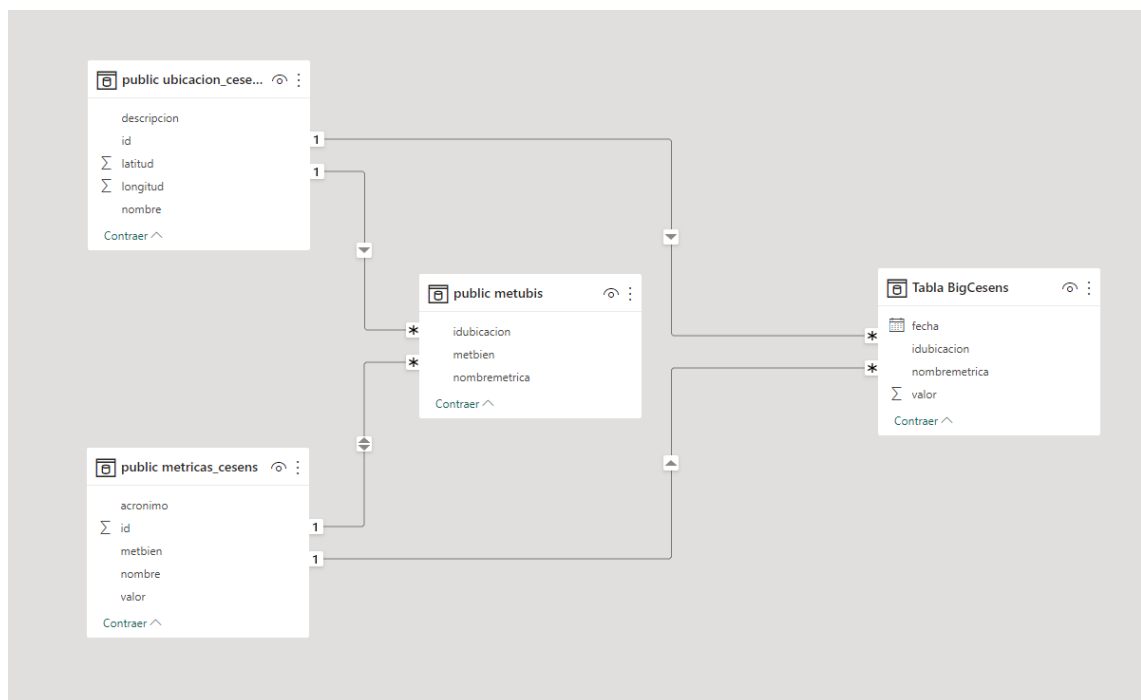 public ubicacion_cese...
descripcion
id
latitud
longitud
nombre
Contraer
1
1
public metubis
idubicacion
metbien
nombremetrica
Contraer
*
*
Tabla BigCesens
fecha
idubicacion
nombremetrica
valor
Contraer
*
*
public metricas_cesens
acronimo
id
metbien
nombre
valor
Contraer
1
1